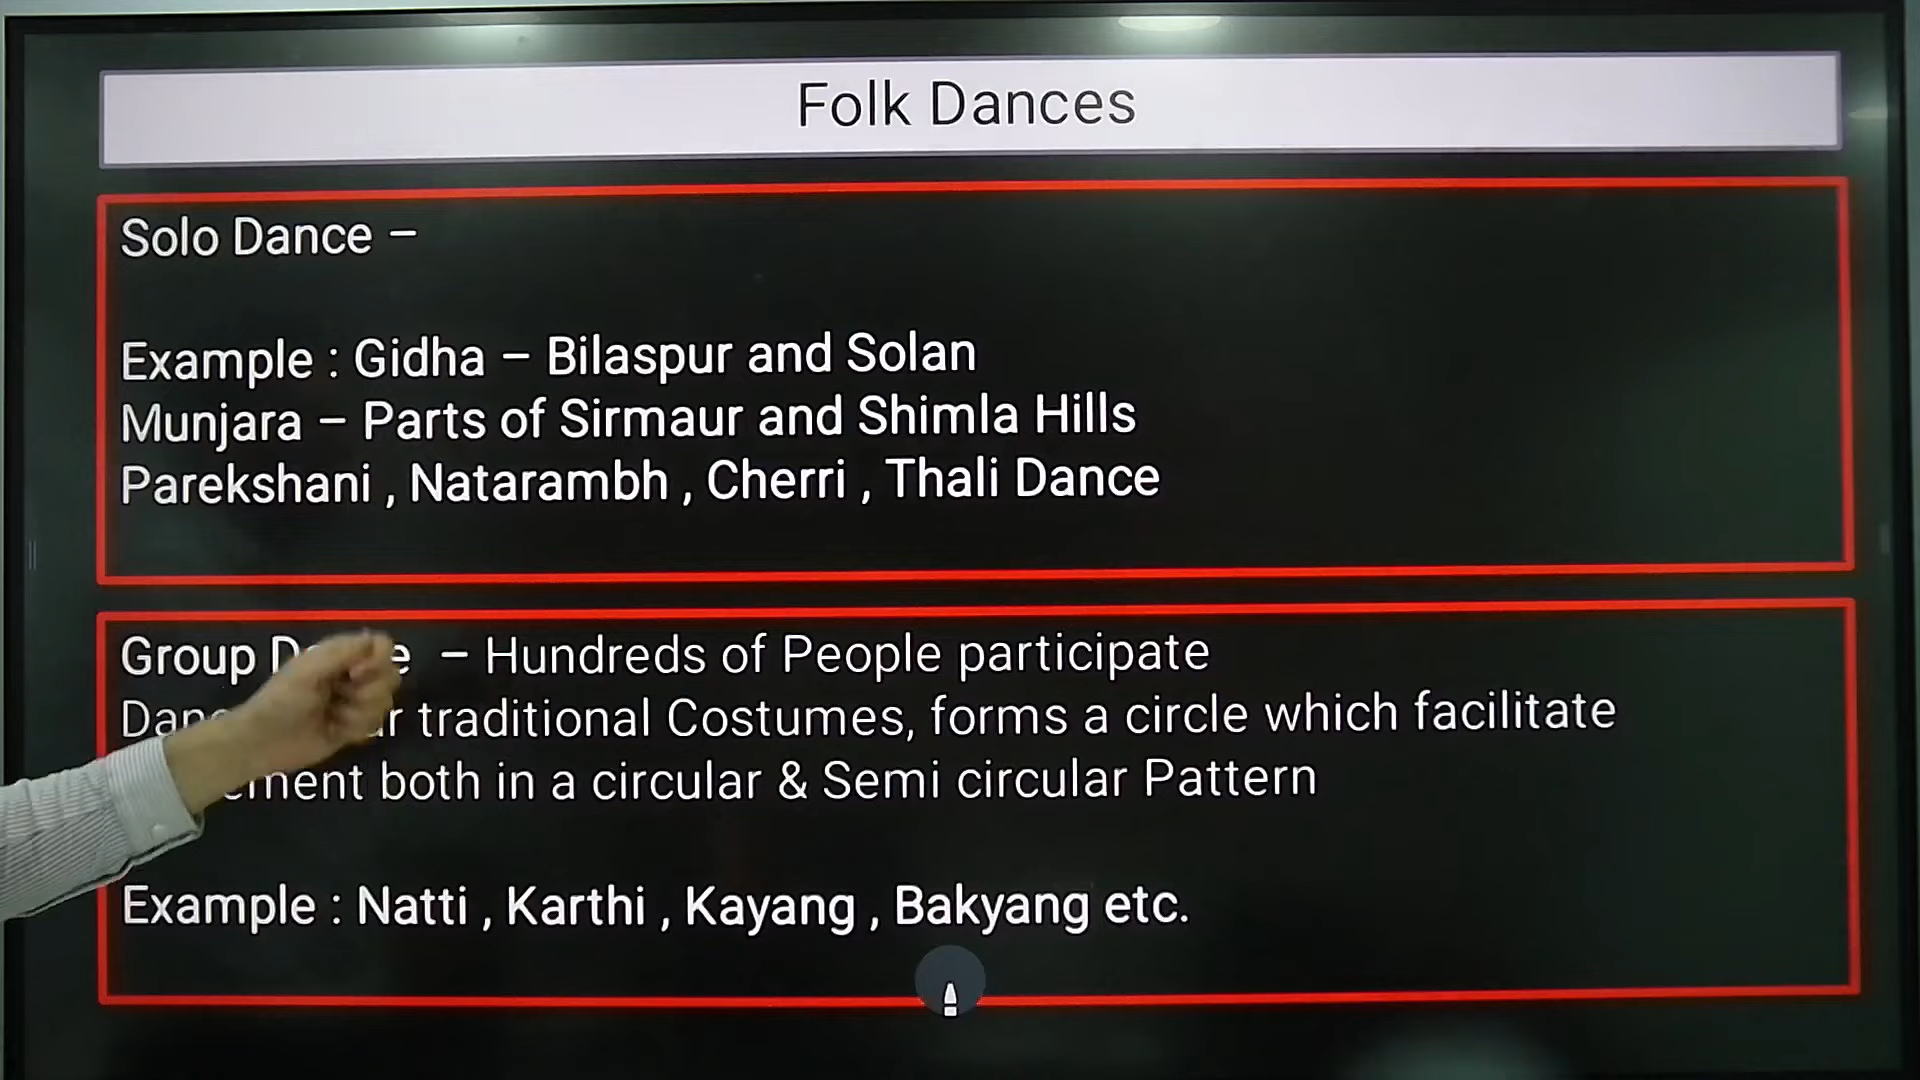 Folk Dances
Solo Dance –
Example : Gidha – Bilaspur and Solan
Munjara – Parts of Sirmaur and Shimla Hills
Parekshani , Natarambh , Cherri , Thali Dance
Group – Hundreds of People participate
traditional Costumes, forms a circle which facilitate
both in a circular & Semi circular Pattern
Example : Natti , Karthi , Kayang , Bakyang etc.